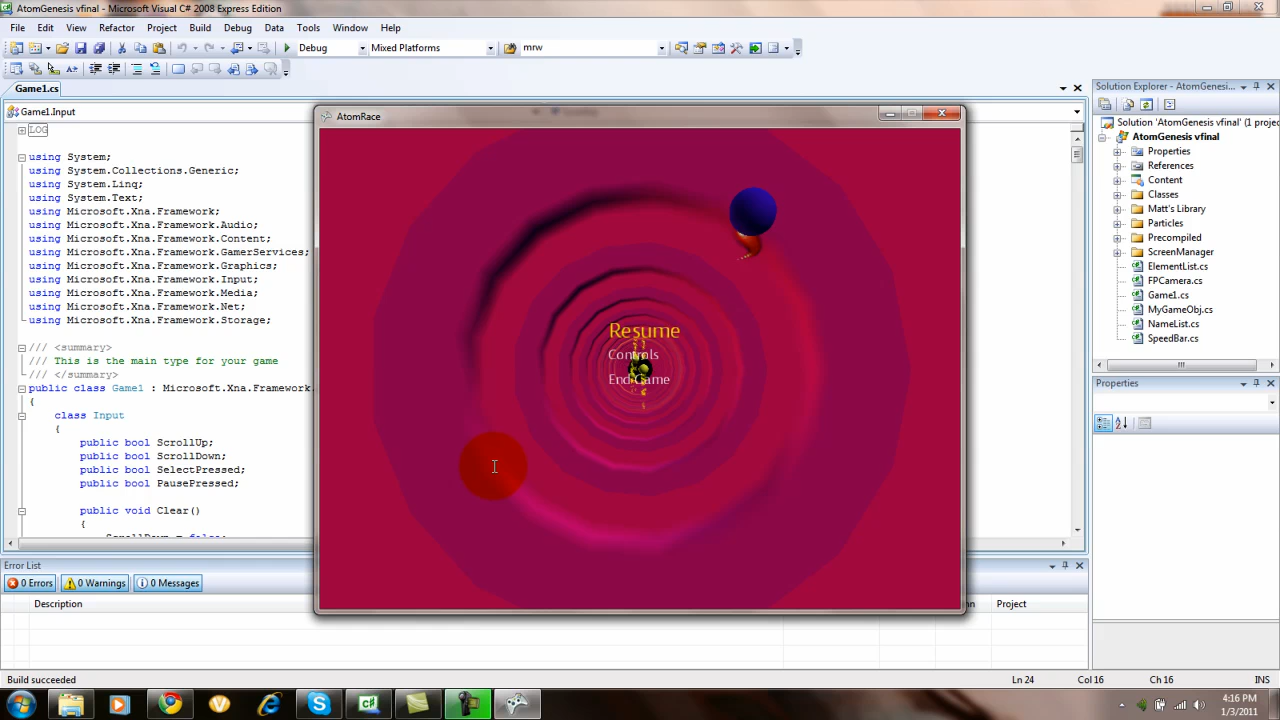 AtomGenesis vfinal - Microsoft Visual C# 2008 Express Edition
File Edit View Refactor Project Build Debug Data Tools Window Help
Debug Mixed Platforms mrw
Game1.cs
Game1.Input
LOG
using System;
using System.Collections.Generic;
using System.Linq;
using System.Text;
using Microsoft.Xna.Framework;
using Microsoft.Xna.Framework.Audio;
using Microsoft.Xna.Framework.Content;
using Microsoft.Xna.Framework.GamerServices;
using Microsoft.Xna.Framework.Graphics;
using Microsoft.Xna.Framework.Input;
using Microsoft.Xna.Framework.Media;
using Microsoft.Xna.Framework.Net;
using Microsoft.Xna.Framework.Storage;
/// <summary>
/// This is the main type for your game
/// </summary>
public class Game1 : Microsoft.Xna.Framework.
{
class Input
{
public bool ScrollUp;
public bool ScrollDown;
public bool SelectPressed;
public bool PausePressed;
public void Clear()
{
ScrollDown = false;
AtomRace
Resume
Controls
End Game
Solution Explorer - AtomGenesis...
Solution 'AtomGenesis vfinal' (1 projec
AtomGenesis vfinal
Properties
References
Content
Classes
Matt's Library
Particles
Precompiled
ScreenManager
ElementList.cs
FPCamera.cs
Game1.cs
MyGameObj.cs
NameList.cs
SpeedBar.cs
Properties
Error List
0 Errors 0 Warnings 0 Messages
Description Project
Build succeeded Ln 24 Col 16 Ch 16 INS
4:16 PM
1/3/2011